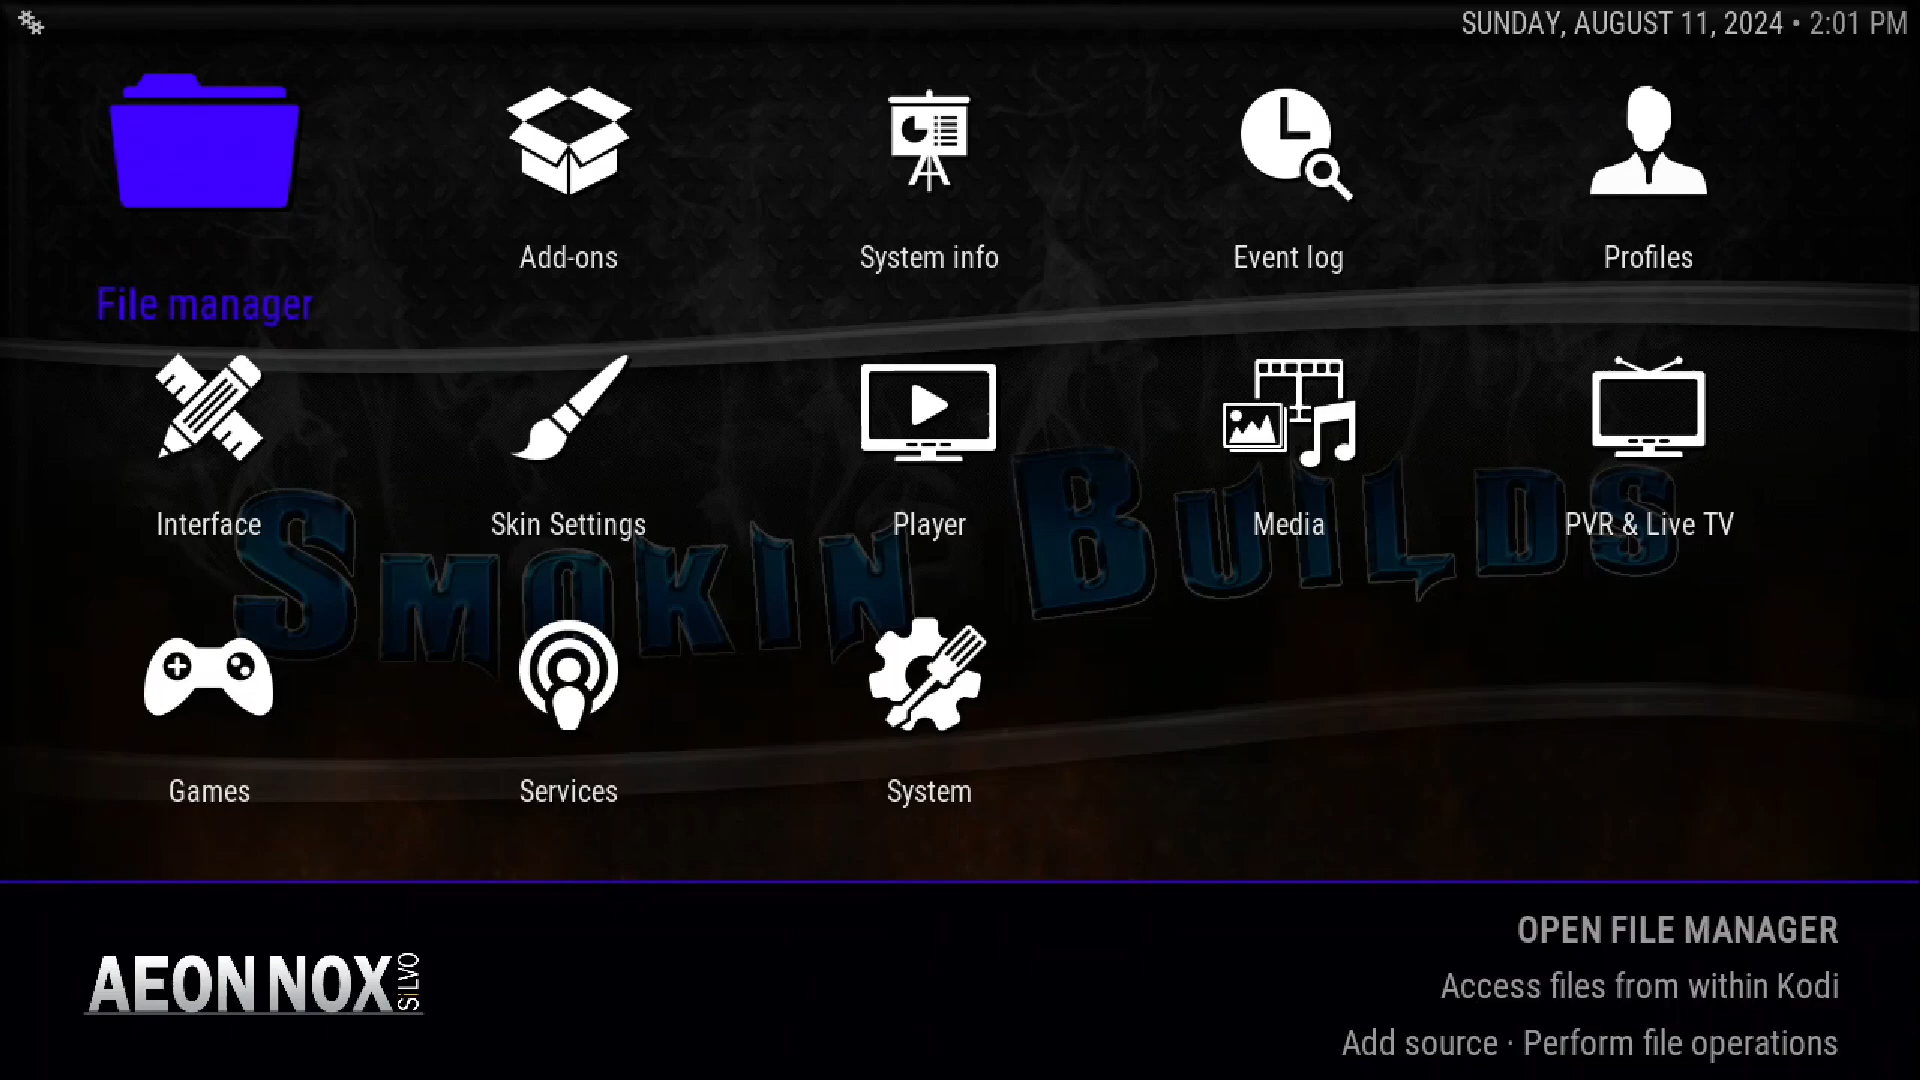 SUNDAY, AUGUST 11, 2024 • 2:01 PM
File manager
Add-ons
System info
Event log
Profiles
Interface
Skin Settings
Player
Media
PVR & Live TV
SMOKIN BUILDS
Games
Services
System
AEON NOX SiLVO
OPEN FILE MANAGER
Access files from within Kodi
Add source · Perform file operations